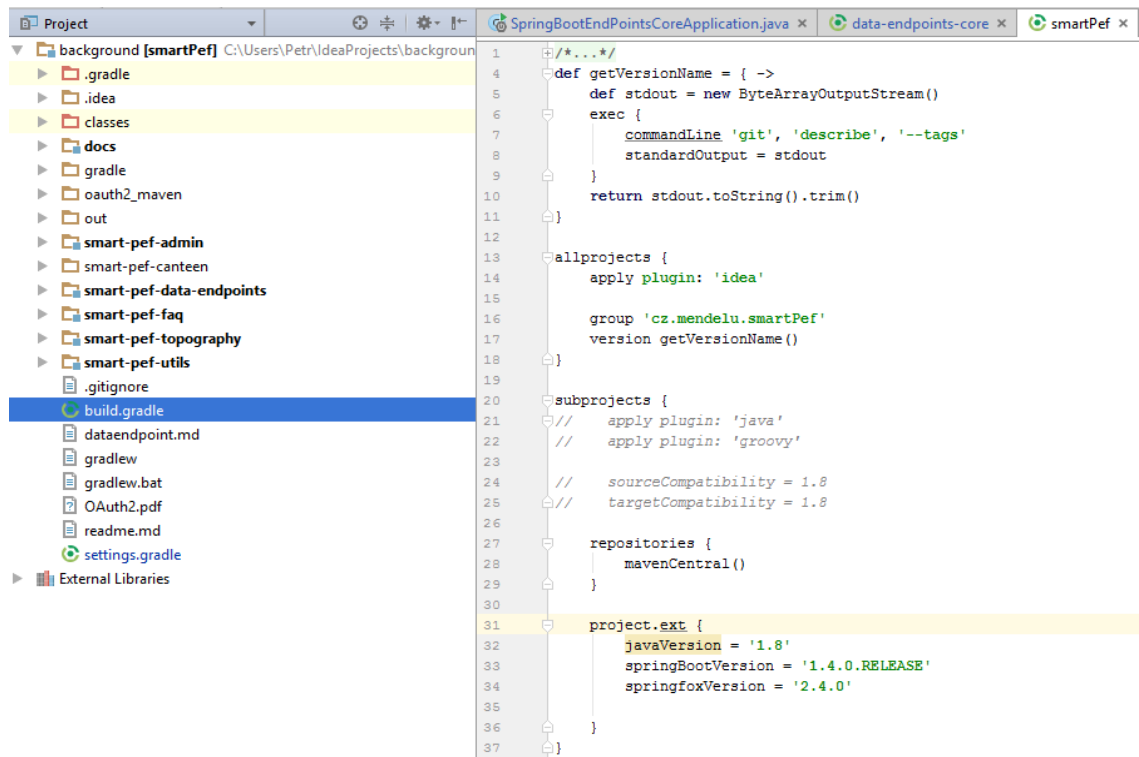 Project
background [smartPef] C:\Users\Petr\IdeaProjects\backgroun
.gradle
.idea
classes
docs
gradle
oauth2_maven
out
smart-pef-admin
smart-pef-canteen
smart-pef-data-endpoints
smart-pef-faq
smart-pef-topography
smart-pef-utils
.gitignore
build.gradle
dataendpoint.md
gradlew
gradlew.bat
OAuth2.pdf
readme.md
settings.gradle
External Libraries
SpringBootEndPointsCoreApplication.java × data-endpoints-core × smartPef ×
1 /*...*/
4 def getVersionName = { ->
5     def stdout = new ByteArrayOutputStream()
6     exec {
7         commandLine 'git', 'describe', '--tags'
8         standardOutput = stdout
9     }
10     return stdout.toString().trim()
11 }
12
13 allprojects {
14     apply plugin: 'idea'
15
16     group 'cz.mendelu.smartPef'
17     version getVersionName()
18 }
19
20 subprojects {
21 //    apply plugin: 'java'
22 //    apply plugin: 'groovy'
23
24 //    sourceCompatibility = 1.8
25 //    targetCompatibility = 1.8
26
27     repositories {
28         mavenCentral()
29     }
30
31     project.ext {
32         javaVersion = '1.8'
33         springBootVersion = '1.4.0.RELEASE'
34         springfoxVersion = '2.4.0'
35
36     }
37 }